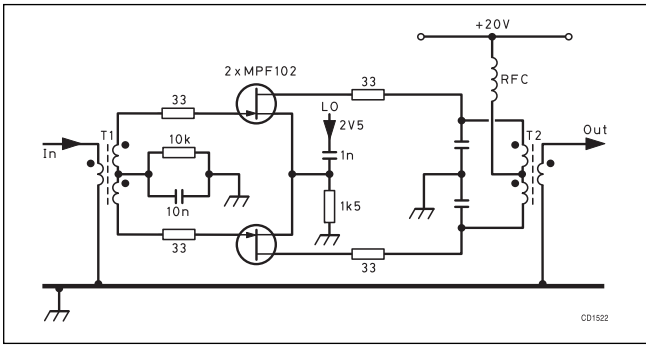 +20V
2 x MPF102
33
RFC
33
LO
T1
10k
2V5
T2
Out
In
1n
10n
1k5
33
33
CD1522